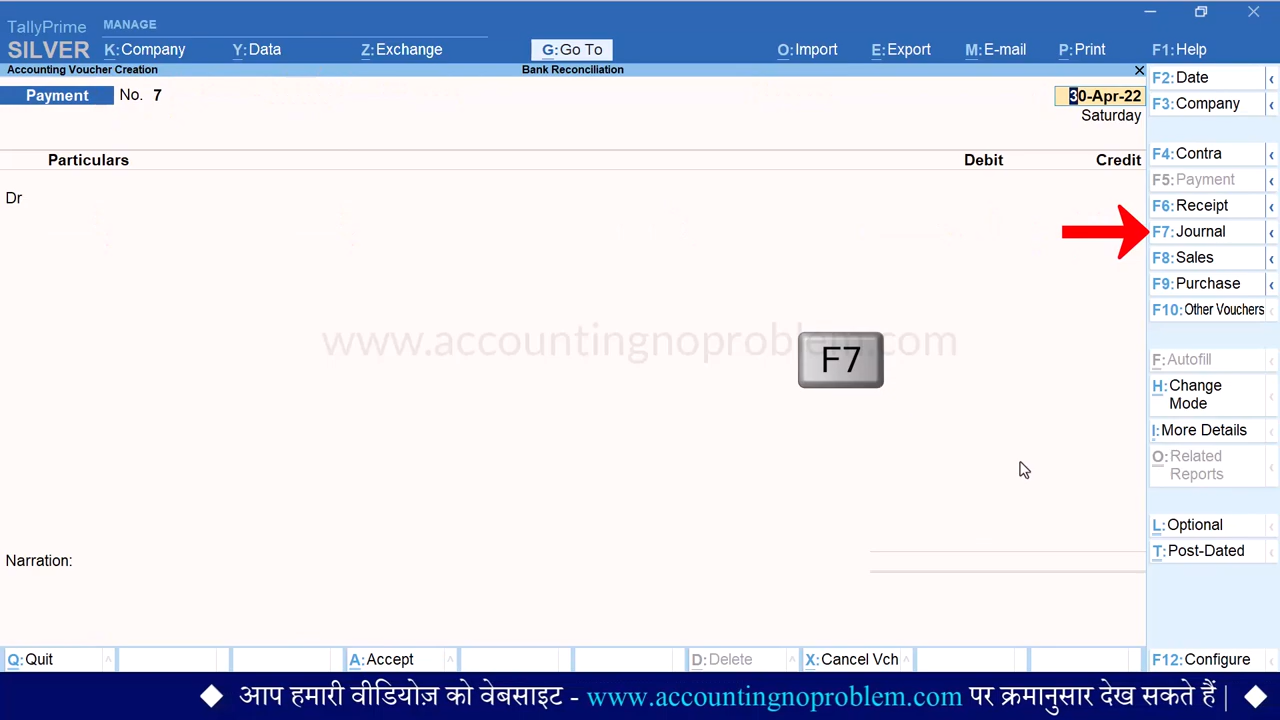 TallyPrime MANAGE
SILVER K:Company Y:Data Z:Exchange G:Go To O:Import E:Export M:E-mail P:Print F1:Help
Accounting Voucher Creation Bank Reconciliation
Payment No. 7 30-Apr-22
Saturday
Particulars Debit Credit
Dr
F2:Date
F3:Company
F4:Contra
F5:Payment
F6:Receipt
F7:Journal
F8:Sales
F9:Purchase
F10:Other Vouchers
www.accountingnoproblem.com
F7
F:Autofill
H:Change
Mode
I:More Details
O:Related
Reports
L:Optional
T:Post-Dated
Narration:
Q:Quit A:Accept D:Delete X:Cancel Vch F12:Configure
आप हमारी वीडियोज़ को वेबसाइट - www.accountingnoproblem.com पर क्रमानुसार देख सकते हैं |